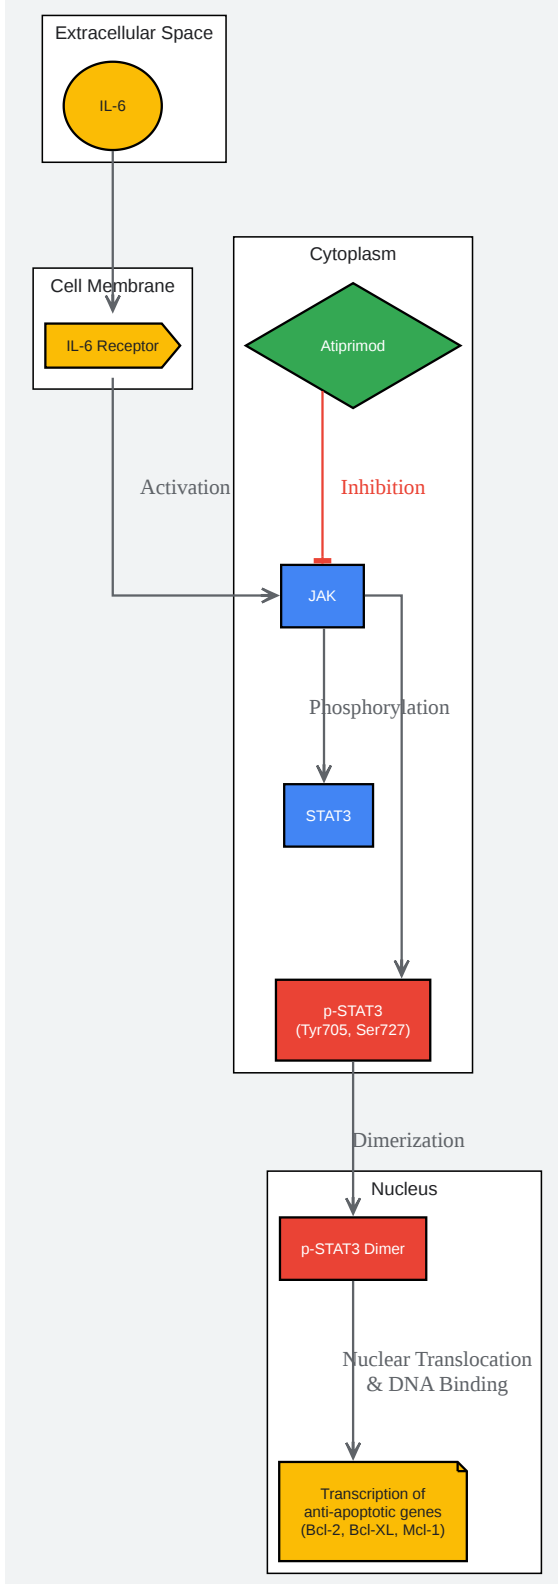 Extracellular Space
IL-6
Cell Membrane
IL-6 Receptor
Cytoplasm
Atiprimod
Activation
Inhibition
JAK
Phosphorylation
STAT3
p-STAT3
(Tyr705, Ser727)
Dimerization
Nucleus
p-STAT3 Dimer
Nuclear Translocation
& DNA Binding
Transcription of
anti-apoptotic genes
(Bcl-2, Bcl-XL, Mcl-1)